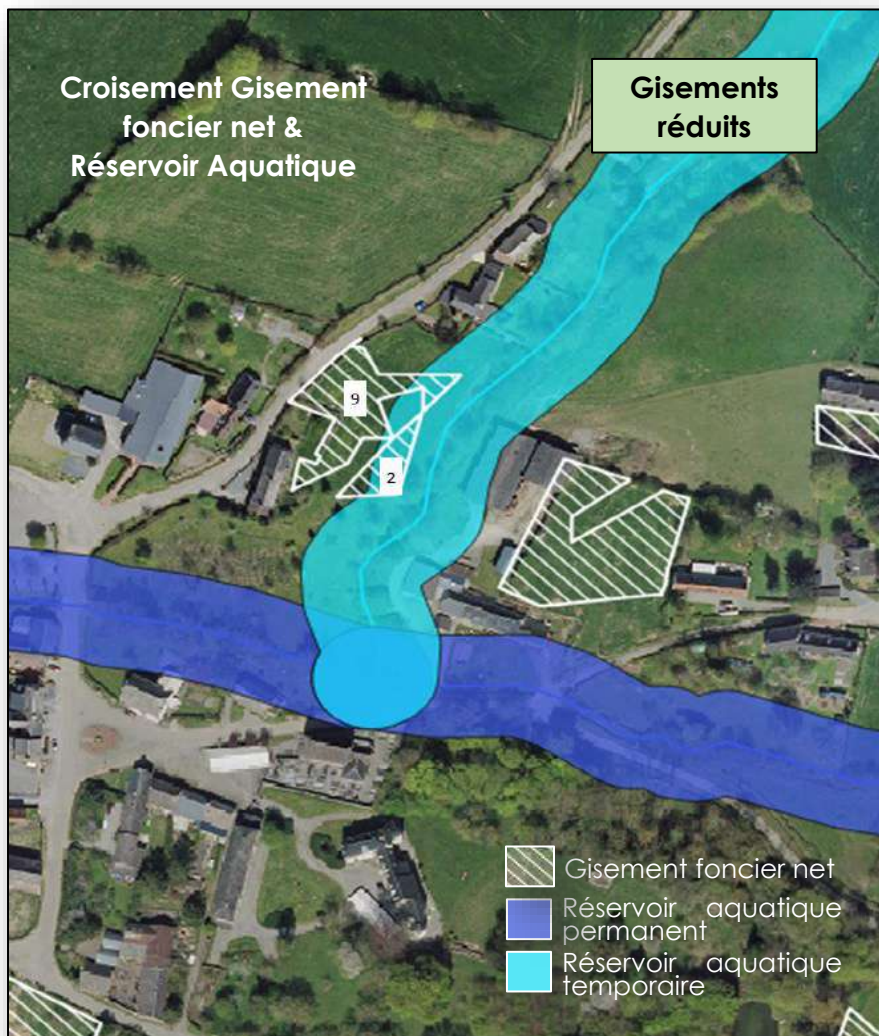 Croisement Gisement
foncier net &
Réservoir Aquatique
Gisements
réduits
9
2
Gisement foncier net
Réservoir aquatique
permanent
Réservoir aquatique
temporaire